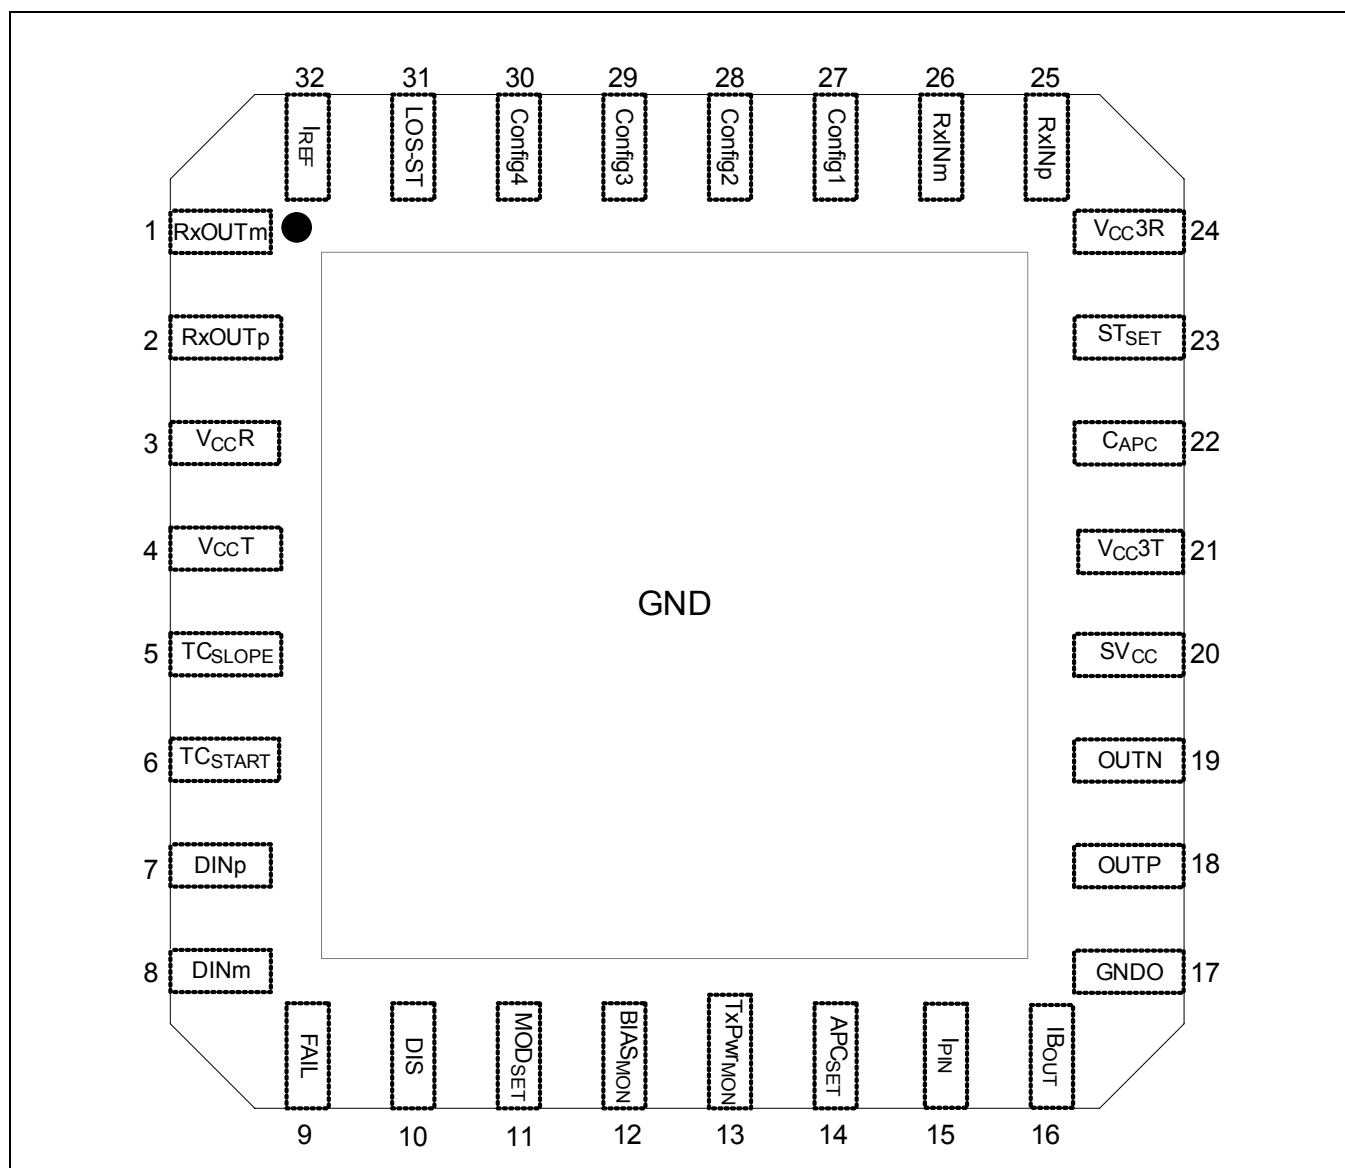 32 31 30 29 28 27 26 25
IREF LOS-ST Config4 Config3 Config2 Config1 RxINm RxINp
1 RxOUTm VCC3R 24
2 RxOUTp STSET 23
3 VCCR CAPC 22
4 VCCT VCC3T 21
GND
5 TCSLOPE SVCC 20
6 TCSTART OUTN 19
7 DINp OUTP 18
8 DINm GNDO 17
FAIL DIS MODSET BIASMON TxPwrMON APCSET IPIN IBOUT
9 10 11 12 13 14 15 16